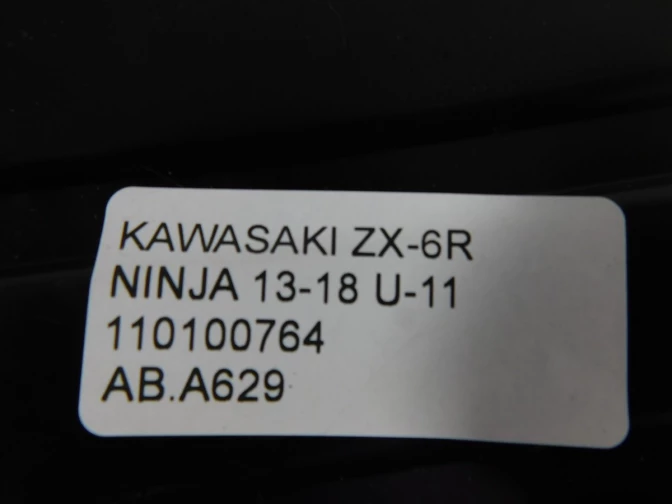 KAWASAKI ZX-6R
NINJA 13-18 U-11
110100764
AB.A629